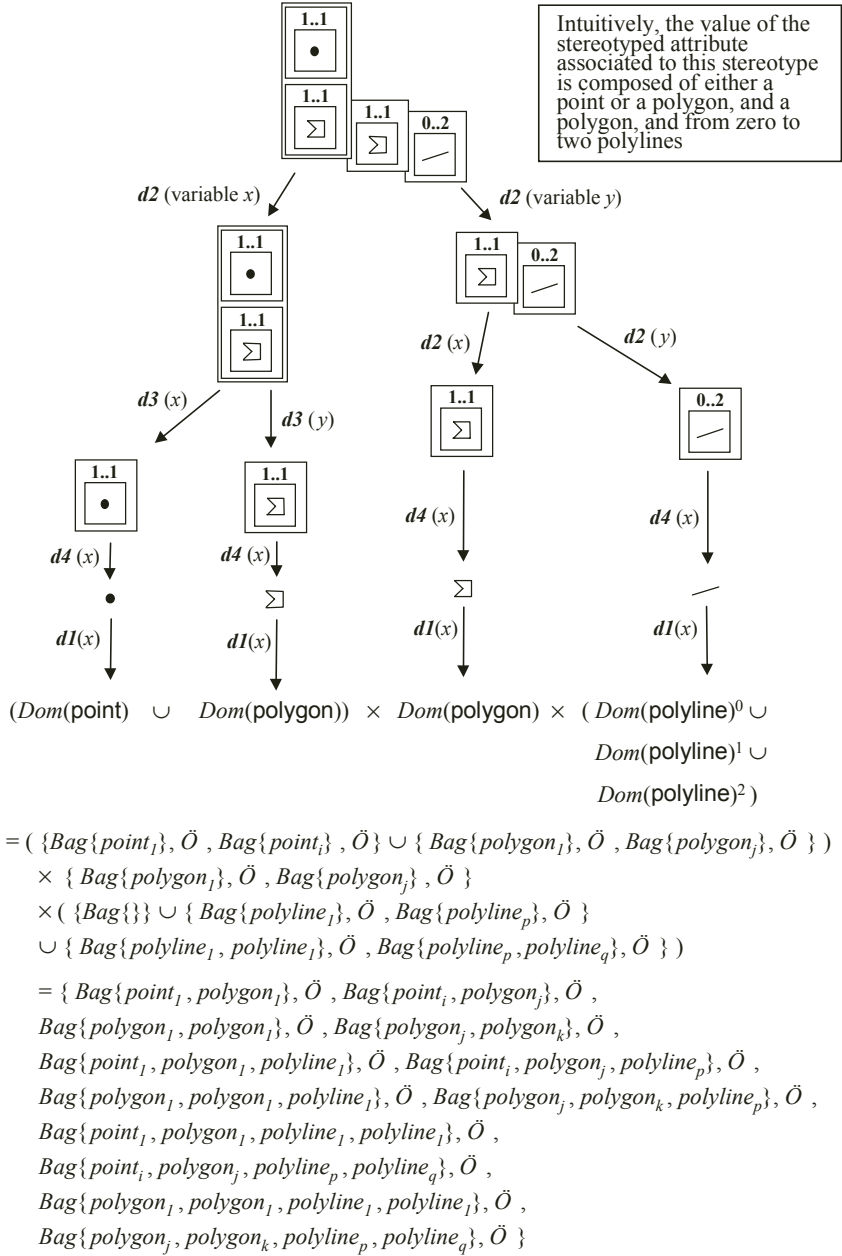 1..1
1..1
1..1
0..2
Intuitively, the value of the
stereotyped attribute
associated to this stereotype
is composed of either a
point or a polygon, and a
polygon, and from zero to
two polylines
d2 (variable x)
d2 (variable y)
1..1
1..1
1..1
0..2
d2 (x)
d2 (y)
d3 (x)
d3 (y)
1..1
1..1
1..1
0..2
d4 (x)
d4 (x)
d4 (x)
d4 (x)
d1(x)
d1(x)
d1(x)
d1(x)
(Dom(point) ∪ Dom(polygon)) × Dom(polygon) × ( Dom(polyline)⁰ ∪
Dom(polyline)¹ ∪
Dom(polyline)² )
= ( {Bag{point₁}, Ö , Bag{pointᵢ} , Ö} ∪ { Bag{polygon₁}, Ö , Bag{polygonⱼ}, Ö } )
× { Bag{polygon₁}, Ö , Bag{polygonⱼ} , Ö }
× ( {Bag{}} ∪ { Bag{polyline₁}, Ö , Bag{polylineₚ}, Ö }
∪ { Bag{polyline₁ , polyline₁}, Ö , Bag{polylineₚ , polyline_q}, Ö } )
= { Bag{point₁ , polygon₁}, Ö , Bag{pointᵢ , polygonⱼ}, Ö ,
Bag{polygon₁ , polygon₁}, Ö , Bag{polygonⱼ , polygonₖ}, Ö ,
Bag{point₁ , polygon₁ , polyline₁}, Ö , Bag{pointᵢ , polygonⱼ , polylineₚ}, Ö ,
Bag{polygon₁ , polygon₁ , polyline₁}, Ö , Bag{polygonⱼ , polygonₖ , polylineₚ}, Ö ,
Bag{point₁ , polygon₁ , polyline₁ , polyline₁}, Ö ,
Bag{pointᵢ , polygonⱼ , polylineₚ , polyline_q}, Ö ,
Bag{polygon₁ , polygon₁ , polyline₁ , polyline₁}, Ö ,
Bag{polygonⱼ , polygonₖ , polylineₚ , polyline_q}, Ö }